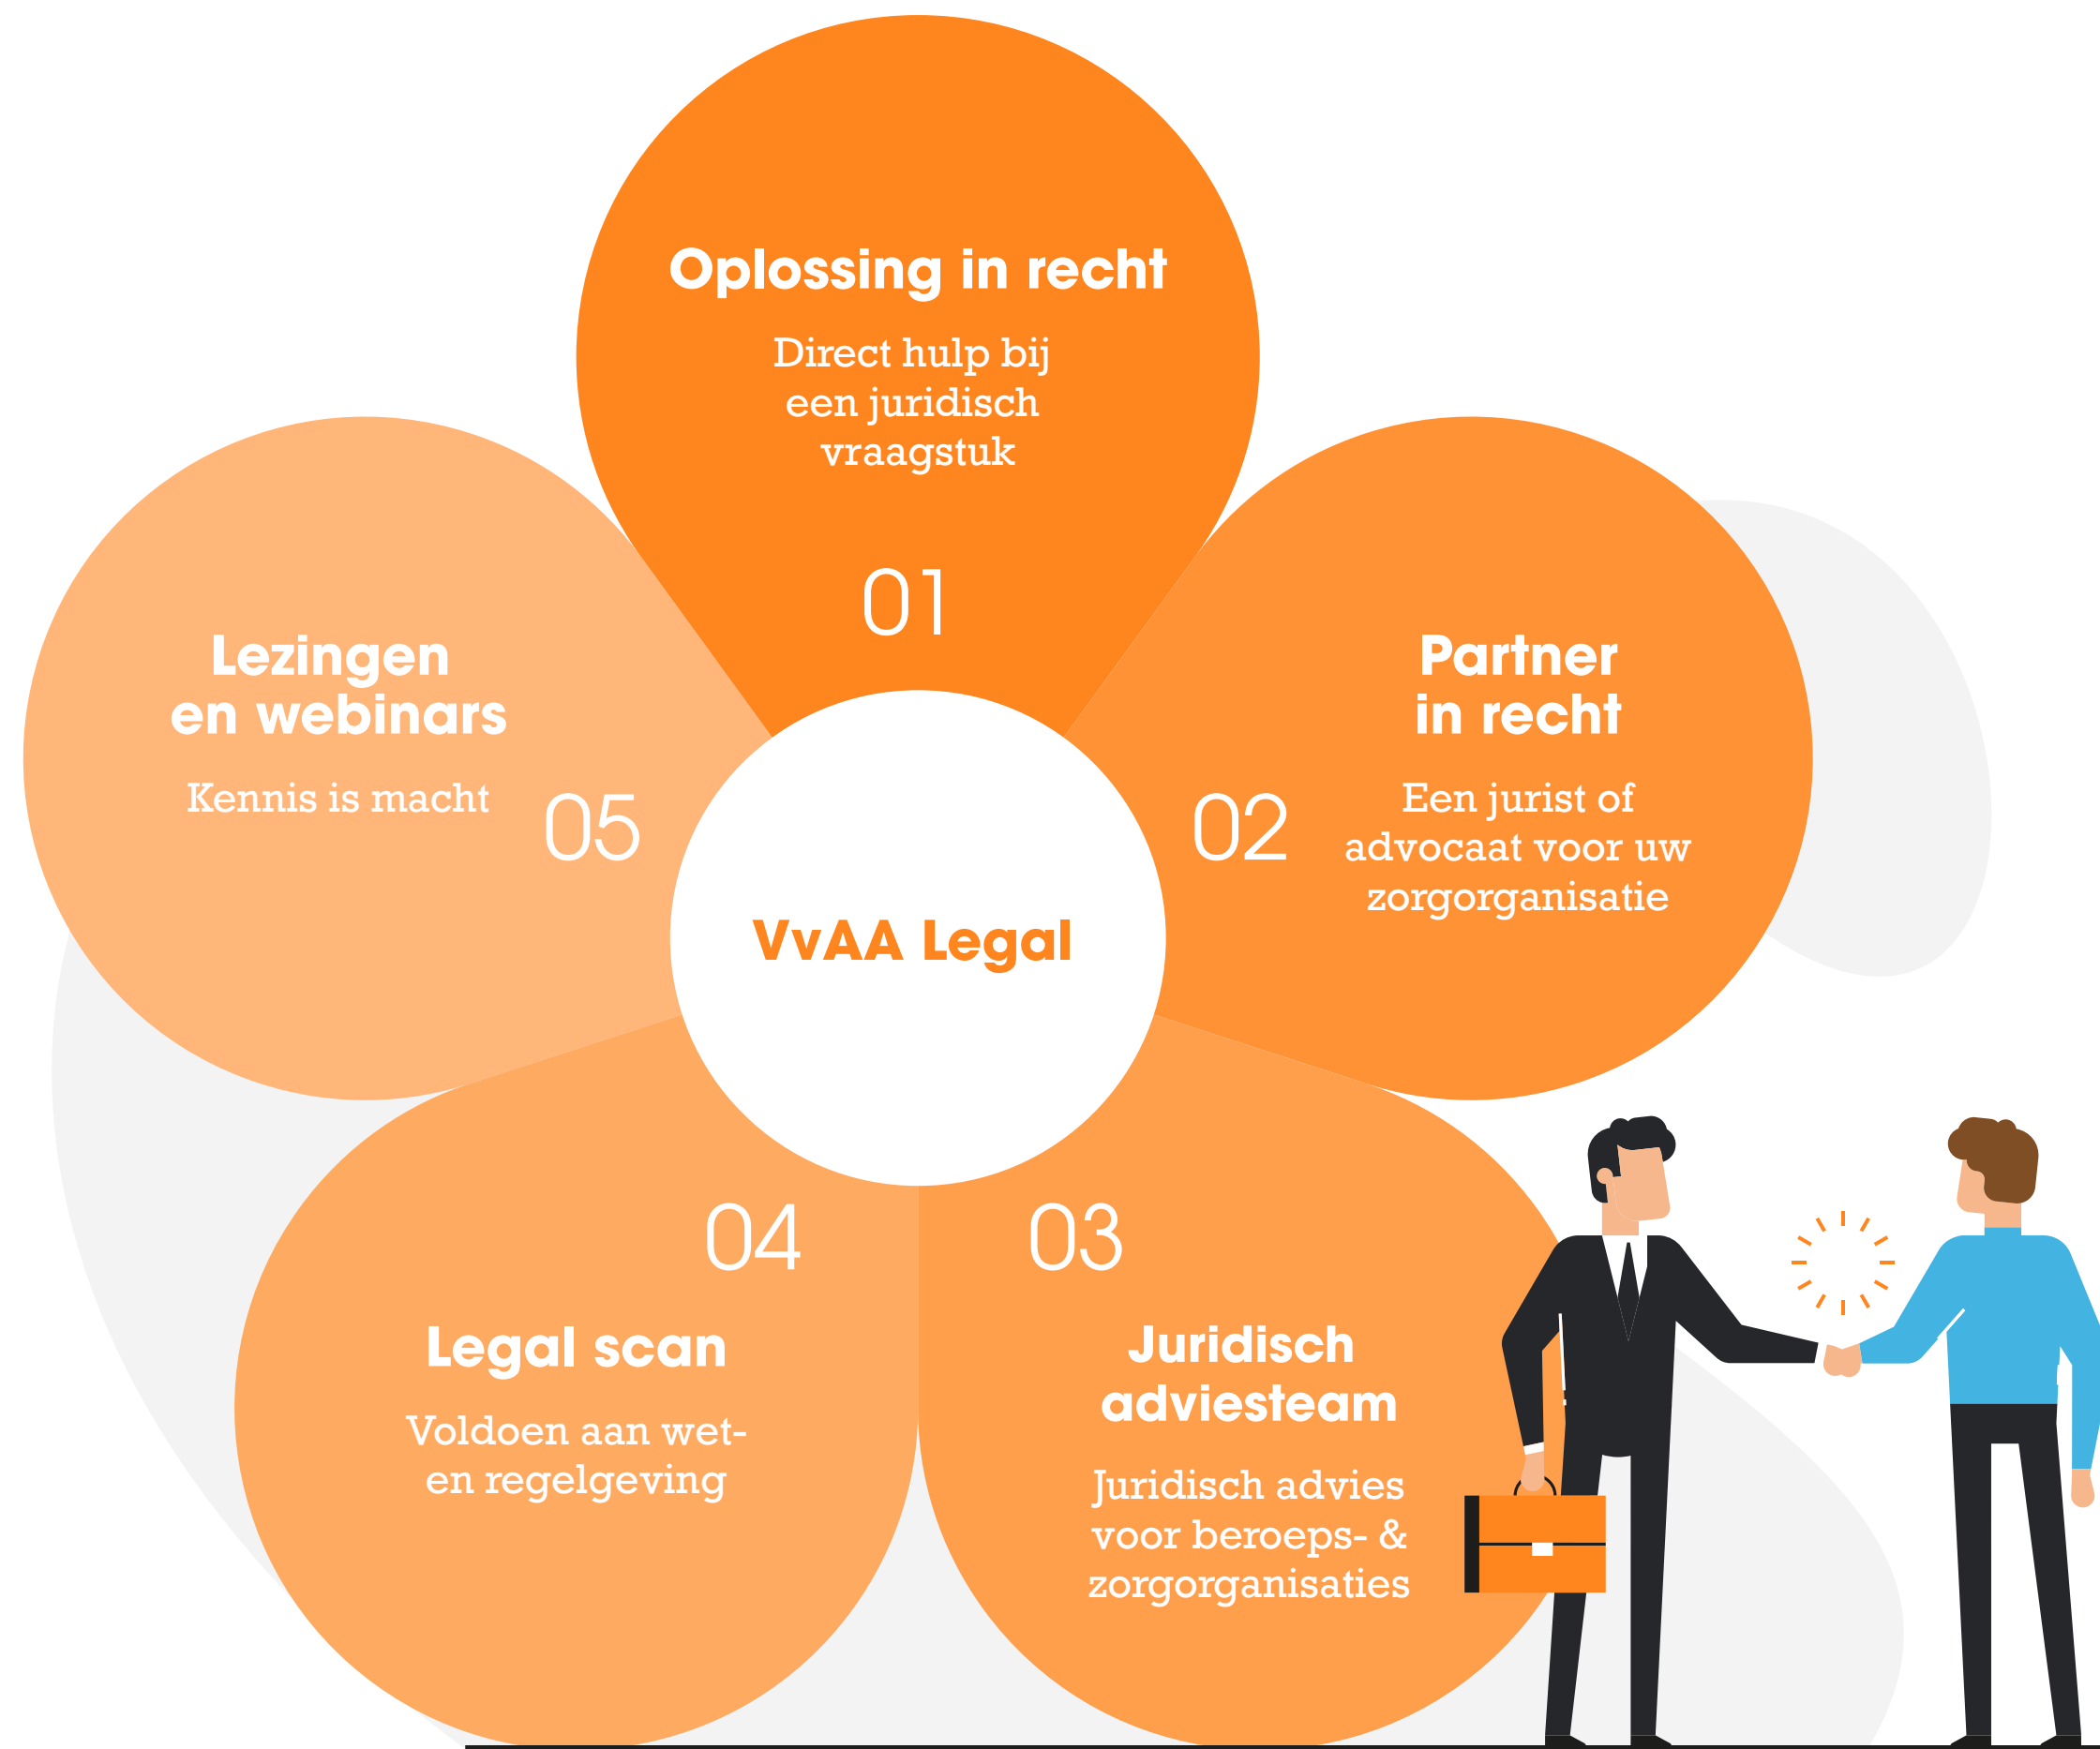 Oplossing in recht
Direct hulp bij
een juridisch
vraagstuk
01
Partner
in recht
Een jurist of
advocaat voor uw
zorgorganisatie
02
03
Juridisch
adviesteam
Juridisch advies
voor beroeps- &
zorgorganisaties
04
Legal scan
Voldoen aan wet-
en regelgeving
Lezingen
en webinars
Kennis is macht
05
VvAA Legal